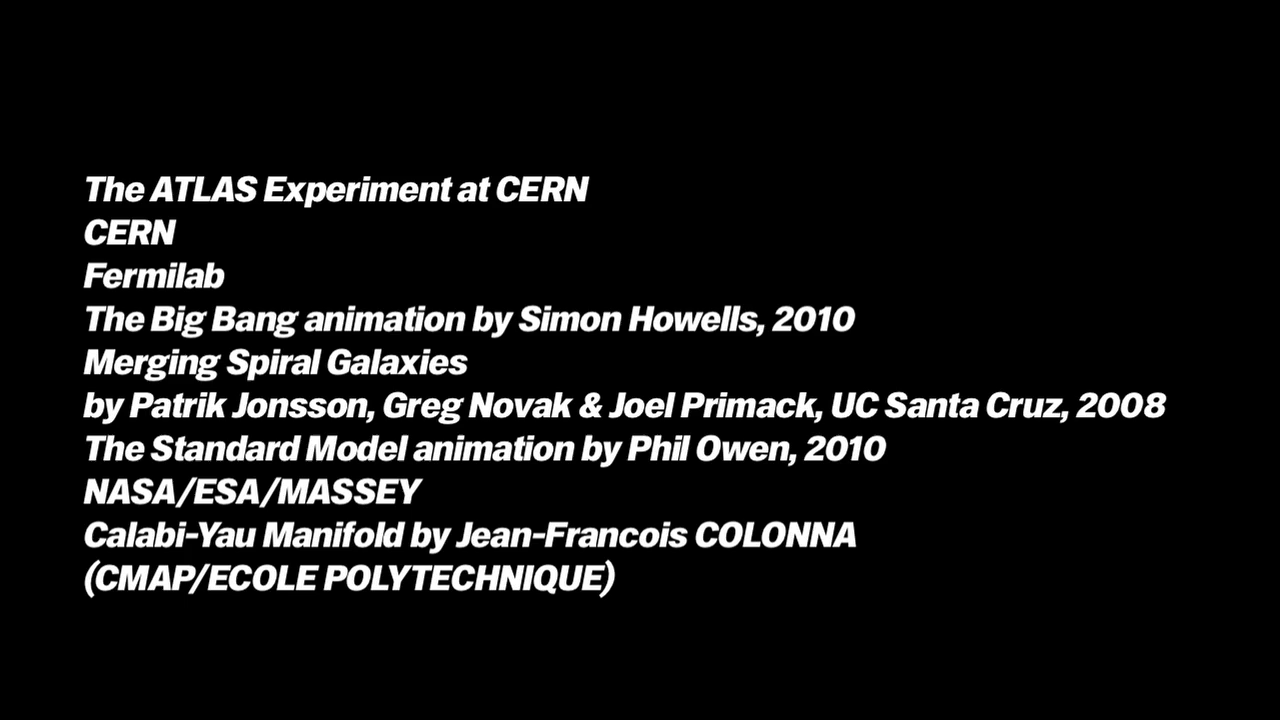 The ATLAS Experiment at CERN
CERN
Fermilab
The Big Bang animation by Simon Howells, 2010
Merging Spiral Galaxies
by Patrik Jonsson, Greg Novak & Joel Primack, UC Santa Cruz, 2008
The Standard Model animation by Phil Owen, 2010
NASA/ESA/MASSEY
Calabi-Yau Manifold by Jean-Francois COLONNA
(CMAP/ECOLE POLYTECHNIQUE)